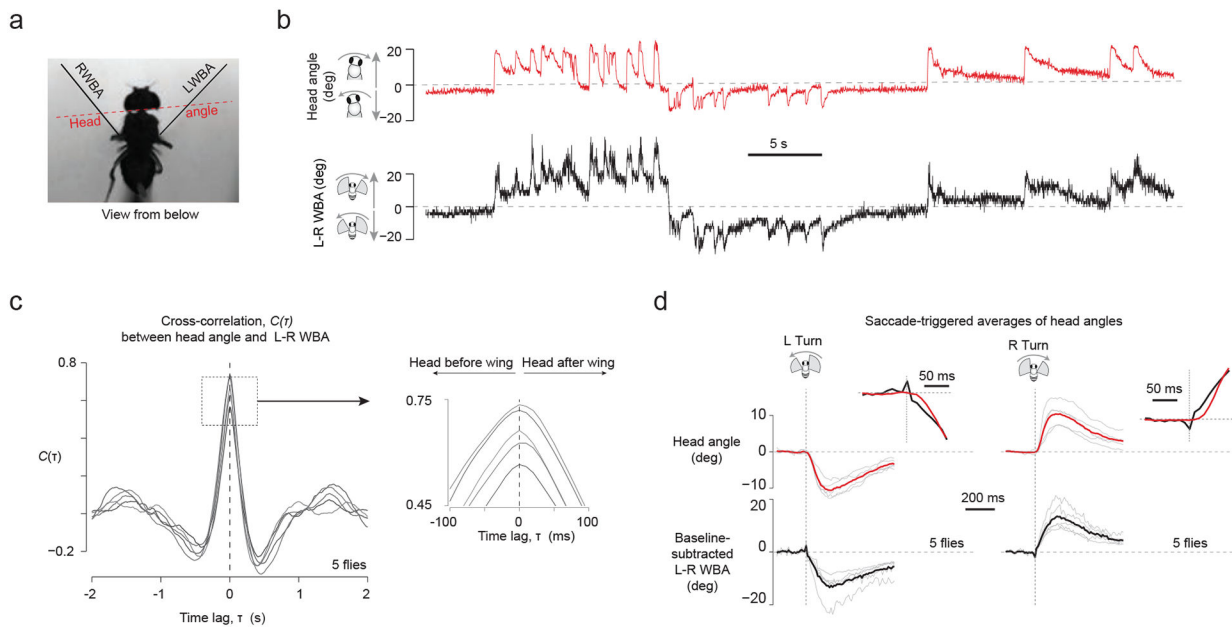 a
RWBA
LWBA
Head
angle
View from below
b
Head angle
(deg)
20
0
−20
5 s
L-R WBA (deg)
20
0
−20
c
Cross-correlation, C(τ)
between head angle and L-R WBA
0.8
C(τ)
−0.2
5 flies
-2
-1
0
1
2
Time lag, τ (s)
Head before wing
Head after wing
0.75
0.45
-100
0
100
Time lag, τ (ms)
d
Saccade-triggered averages of head angles
L Turn
R Turn
50 ms
50 ms
Head angle
(deg)
10
0
−10
200 ms
Baseline-
subtracted
L-R WBA
(deg)
20
0
−20
5 flies
5 flies